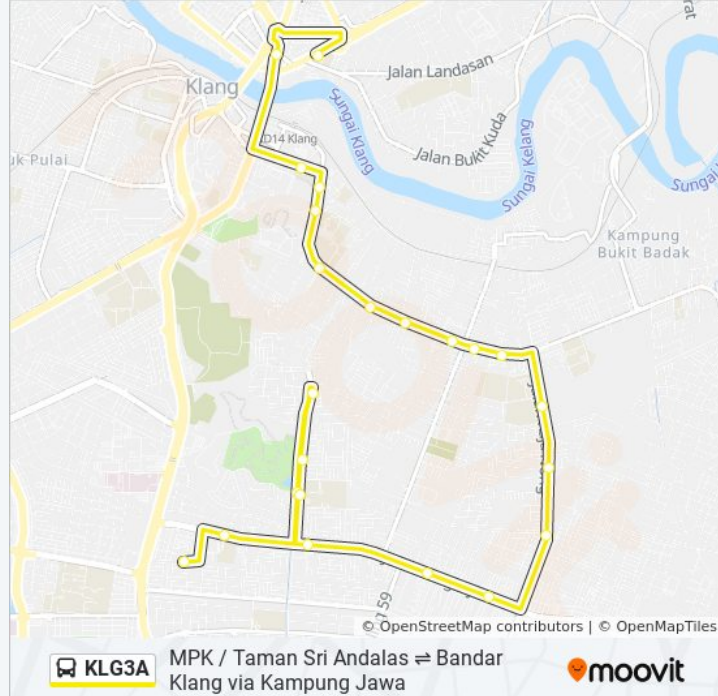 arat
Jalan Landasan
Klang
D14 Klang
Sungai Klang
Jalan Bukit Kuda
Sungai Kelang
Sungai
uk Pulai
Kampung
Bukit Badak
59
© OpenStreetMap contributors | © OpenMapTiles
KLG3A
MPK / Taman Sri Andalas ⇌ Bandar
Klang via Kampung Jawa
moovit